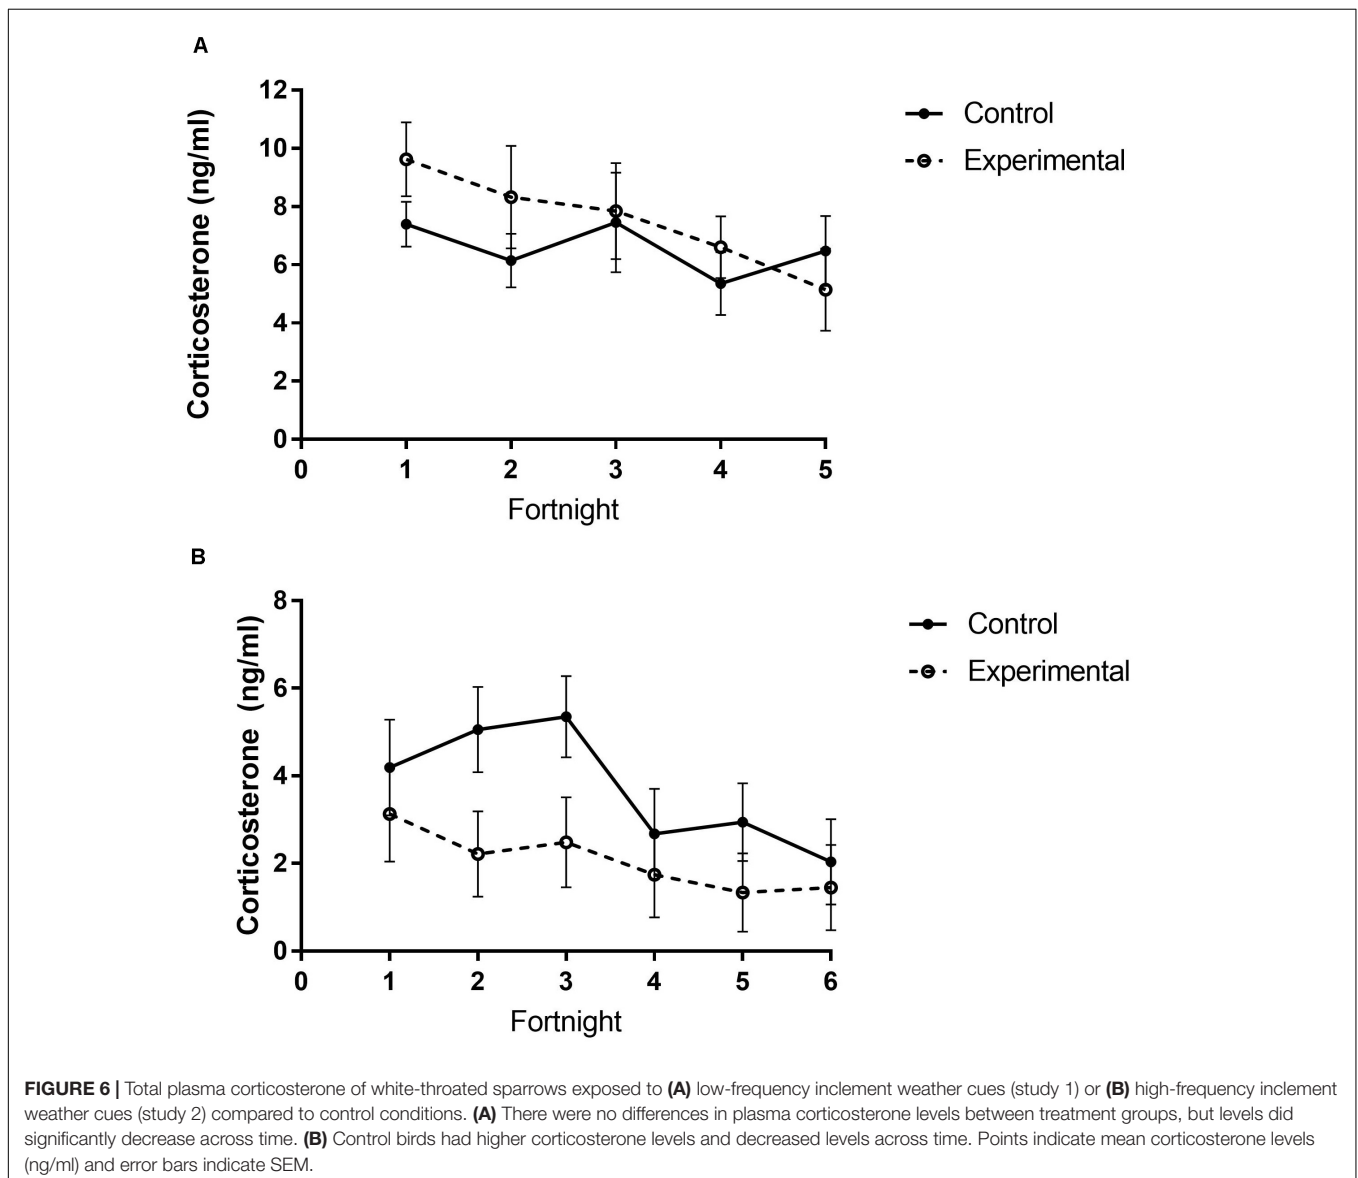 A
12
10
8
6
4
2
0
Corticosterone (ng/ml)
0 1 2 3 4 5
Fortnight
Control
Experimental
B
8
6
4
2
0
Corticosterone (ng/ml)
0 1 2 3 4 5 6
Fortnight
Control
Experimental
FIGURE 6 | Total plasma corticosterone of white-throated sparrows exposed to (A) low-frequency inclement weather cues (study 1) or (B) high-frequency inclement
weather cues (study 2) compared to control conditions. (A) There were no differences in plasma corticosterone levels between treatment groups, but levels did
significantly decrease across time. (B) Control birds had higher corticosterone levels and decreased levels across time. Points indicate mean corticosterone levels
(ng/ml) and error bars indicate SEM.